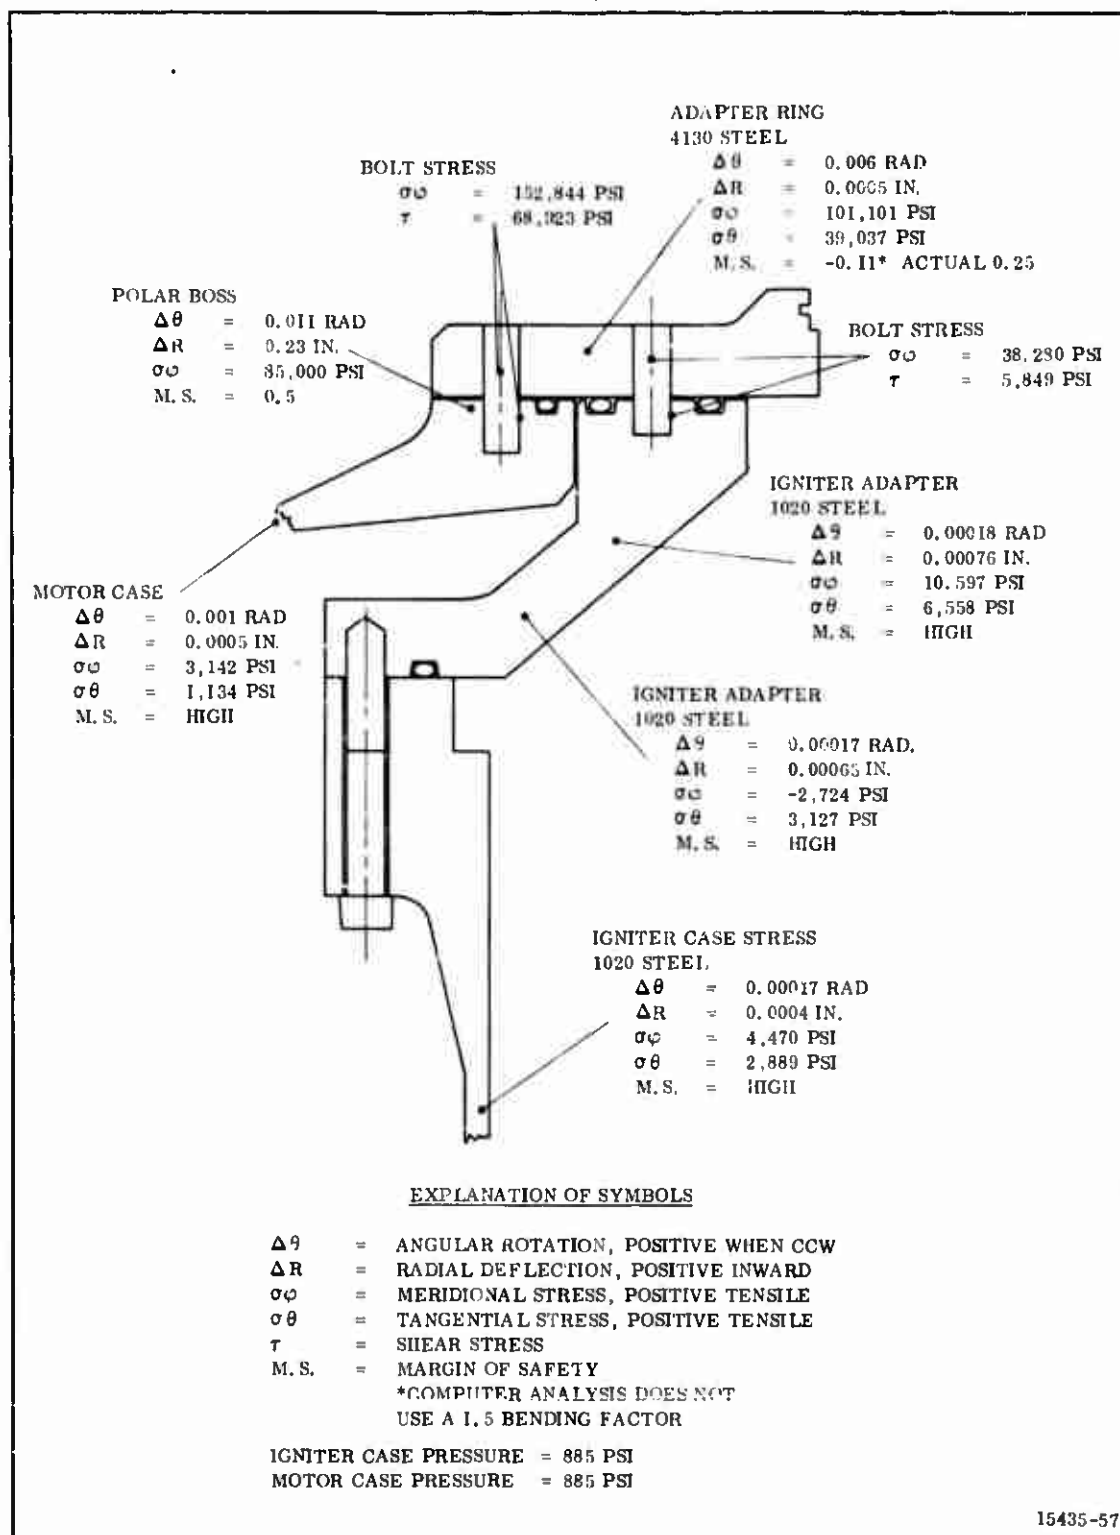 ADAPTER RING
4130 STEEL
Δθ = 0.006 RAD
ΔR = 0.0005 IN.
σφ = 101,101 PSI
σθ = 39,037 PSI
M.S. = -0.11* ACTUAL 0.25
BOLT STRESS
σφ = PSI
τ = PSI
POLAR BOSS
Δθ = 0.011 RAD
ΔR = 0.23 IN.
σφ = 85,000 PSI
M.S. = 0.5
BOLT STRESS
σφ = PSI
τ = 5,849 PSI
IGNITER ADAPTER
1020 STEEL
Δθ = 0.00018 RAD
ΔR = 0.00076 IN.
σφ = 10.597 PSI
σθ = 6,558 PSI
M.S. = HIGH
MOTOR CASE
Δθ = 0.001 RAD
ΔR = 0.0005 IN.
σφ = 3,142 PSI
σθ = 1,134 PSI
M.S. = HIGH
IGNITER ADAPTER
1020 STEEL
Δθ = 0.00017 RAD.
ΔR = 0.00065 IN.
σφ = -2,724 PSI
σθ = 3,127 PSI
M.S. = HIGH
IGNITER CASE STRESS
1020 STEEL
Δθ = 0.00017 RAD
ΔR = 0.0004 IN.
σφ = 4,470 PSI
σθ = 2,889 PSI
M.S. = HIGH
EXPLANATION OF SYMBOLS
Δθ = ANGULAR ROTATION, POSITIVE WHEN CCW
ΔR = RADIAL DEFLECTION, POSITIVE INWARD
σφ = MERIDIONAL STRESS, POSITIVE TENSILE
σθ = TANGENTIAL STRESS, POSITIVE TENSILE
τ = SHEAR STRESS
M.S. = MARGIN OF SAFETY
*COMPUTER ANALYSIS DOES NOT
USE A 1.5 BENDING FACTOR
IGNITER CASE PRESSURE = 885 PSI
MOTOR CASE PRESSURE = 885 PSI
15435-57